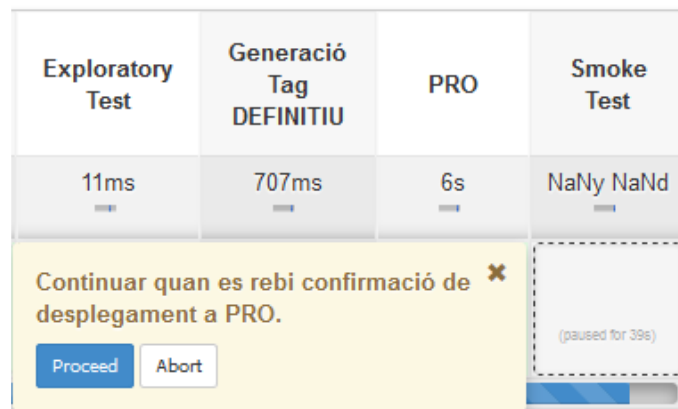 Exploratory
Test
Generació
Tag
DEFINITIU
PRO
Smoke
Test
11ms
707ms
6s
NaNy NaNd
Continuar quan es rebi confirmació de
desplegament a PRO.
Proceed
Abort
(paused for 39s)